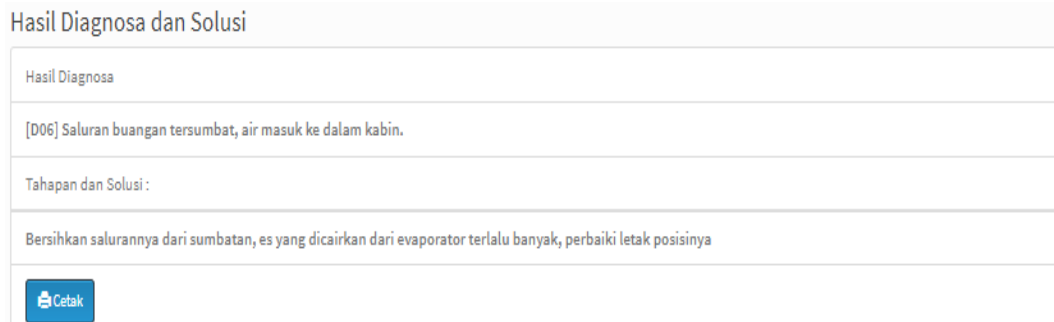 Hasil Diagnosa dan Solusi
Hasil Diagnosa
[D06] Saluran buangan tersumbat, air masuk ke dalam kabin.
Tahapan dan Solusi :
Bersihkan salurannya dari sumbatan, es yang dicairkan dari evaporator terlalu banyak, perbaiki letak posisinya
Cetak